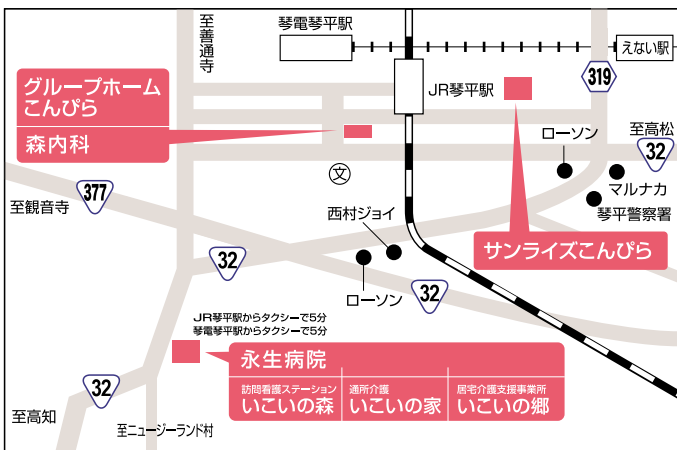 至善通寺
琴電琴平駅
えない駅
319
JR琴平駅
グループホーム
こんぴら
森内科
ローソン
至高松
32
文
マルナカ
琴平警察署
377
至観音寺
西村ジョイ
サンライズこんぴら
32
32
ローソン
JR琴平駅からタクシーで5分
琴電琴平駅からタクシーで5分
永生病院
訪問看護ステーション
いこいの森
通所介護
いこいの家
居宅介護支援事業所
いこいの郷
32
至高知
至ニュージーランド村